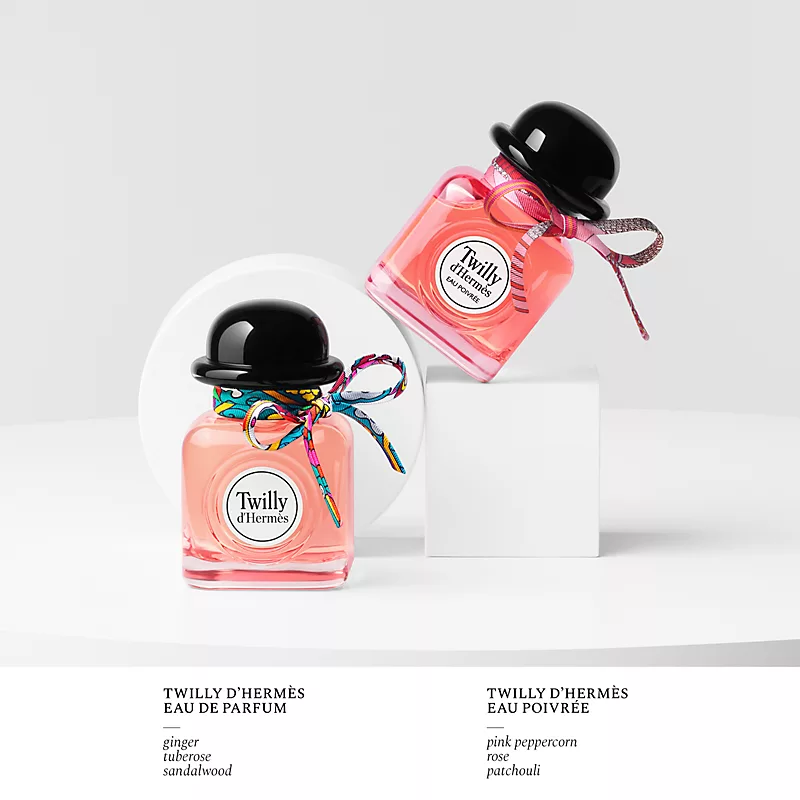 Twilly
d'Hermès
EAU POIVRÉE
Twilly
d'Hermès
TWILLY D'HERMÈS
EAU DE PARFUM
ginger
tuberose
sandalwood
TWILLY D'HERMÈS
EAU POIVRÉE
pink peppercorn
rose
patchouli